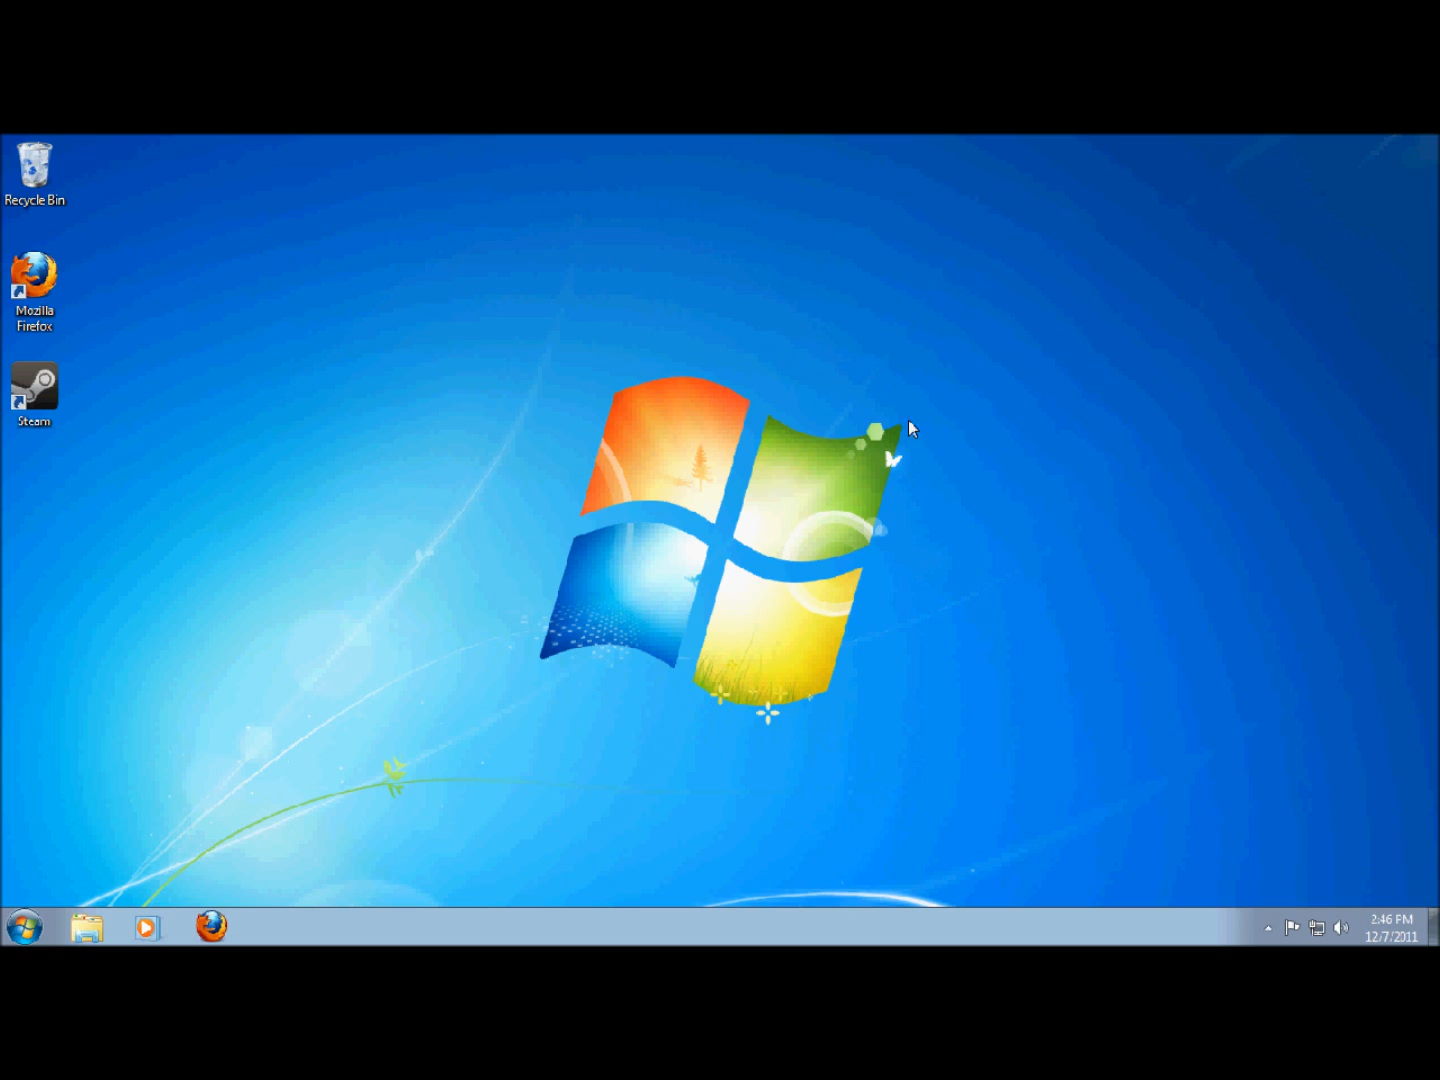 Recycle Bin
Mozilla
Firefox
Steam
2:46 PM
12/7/2011